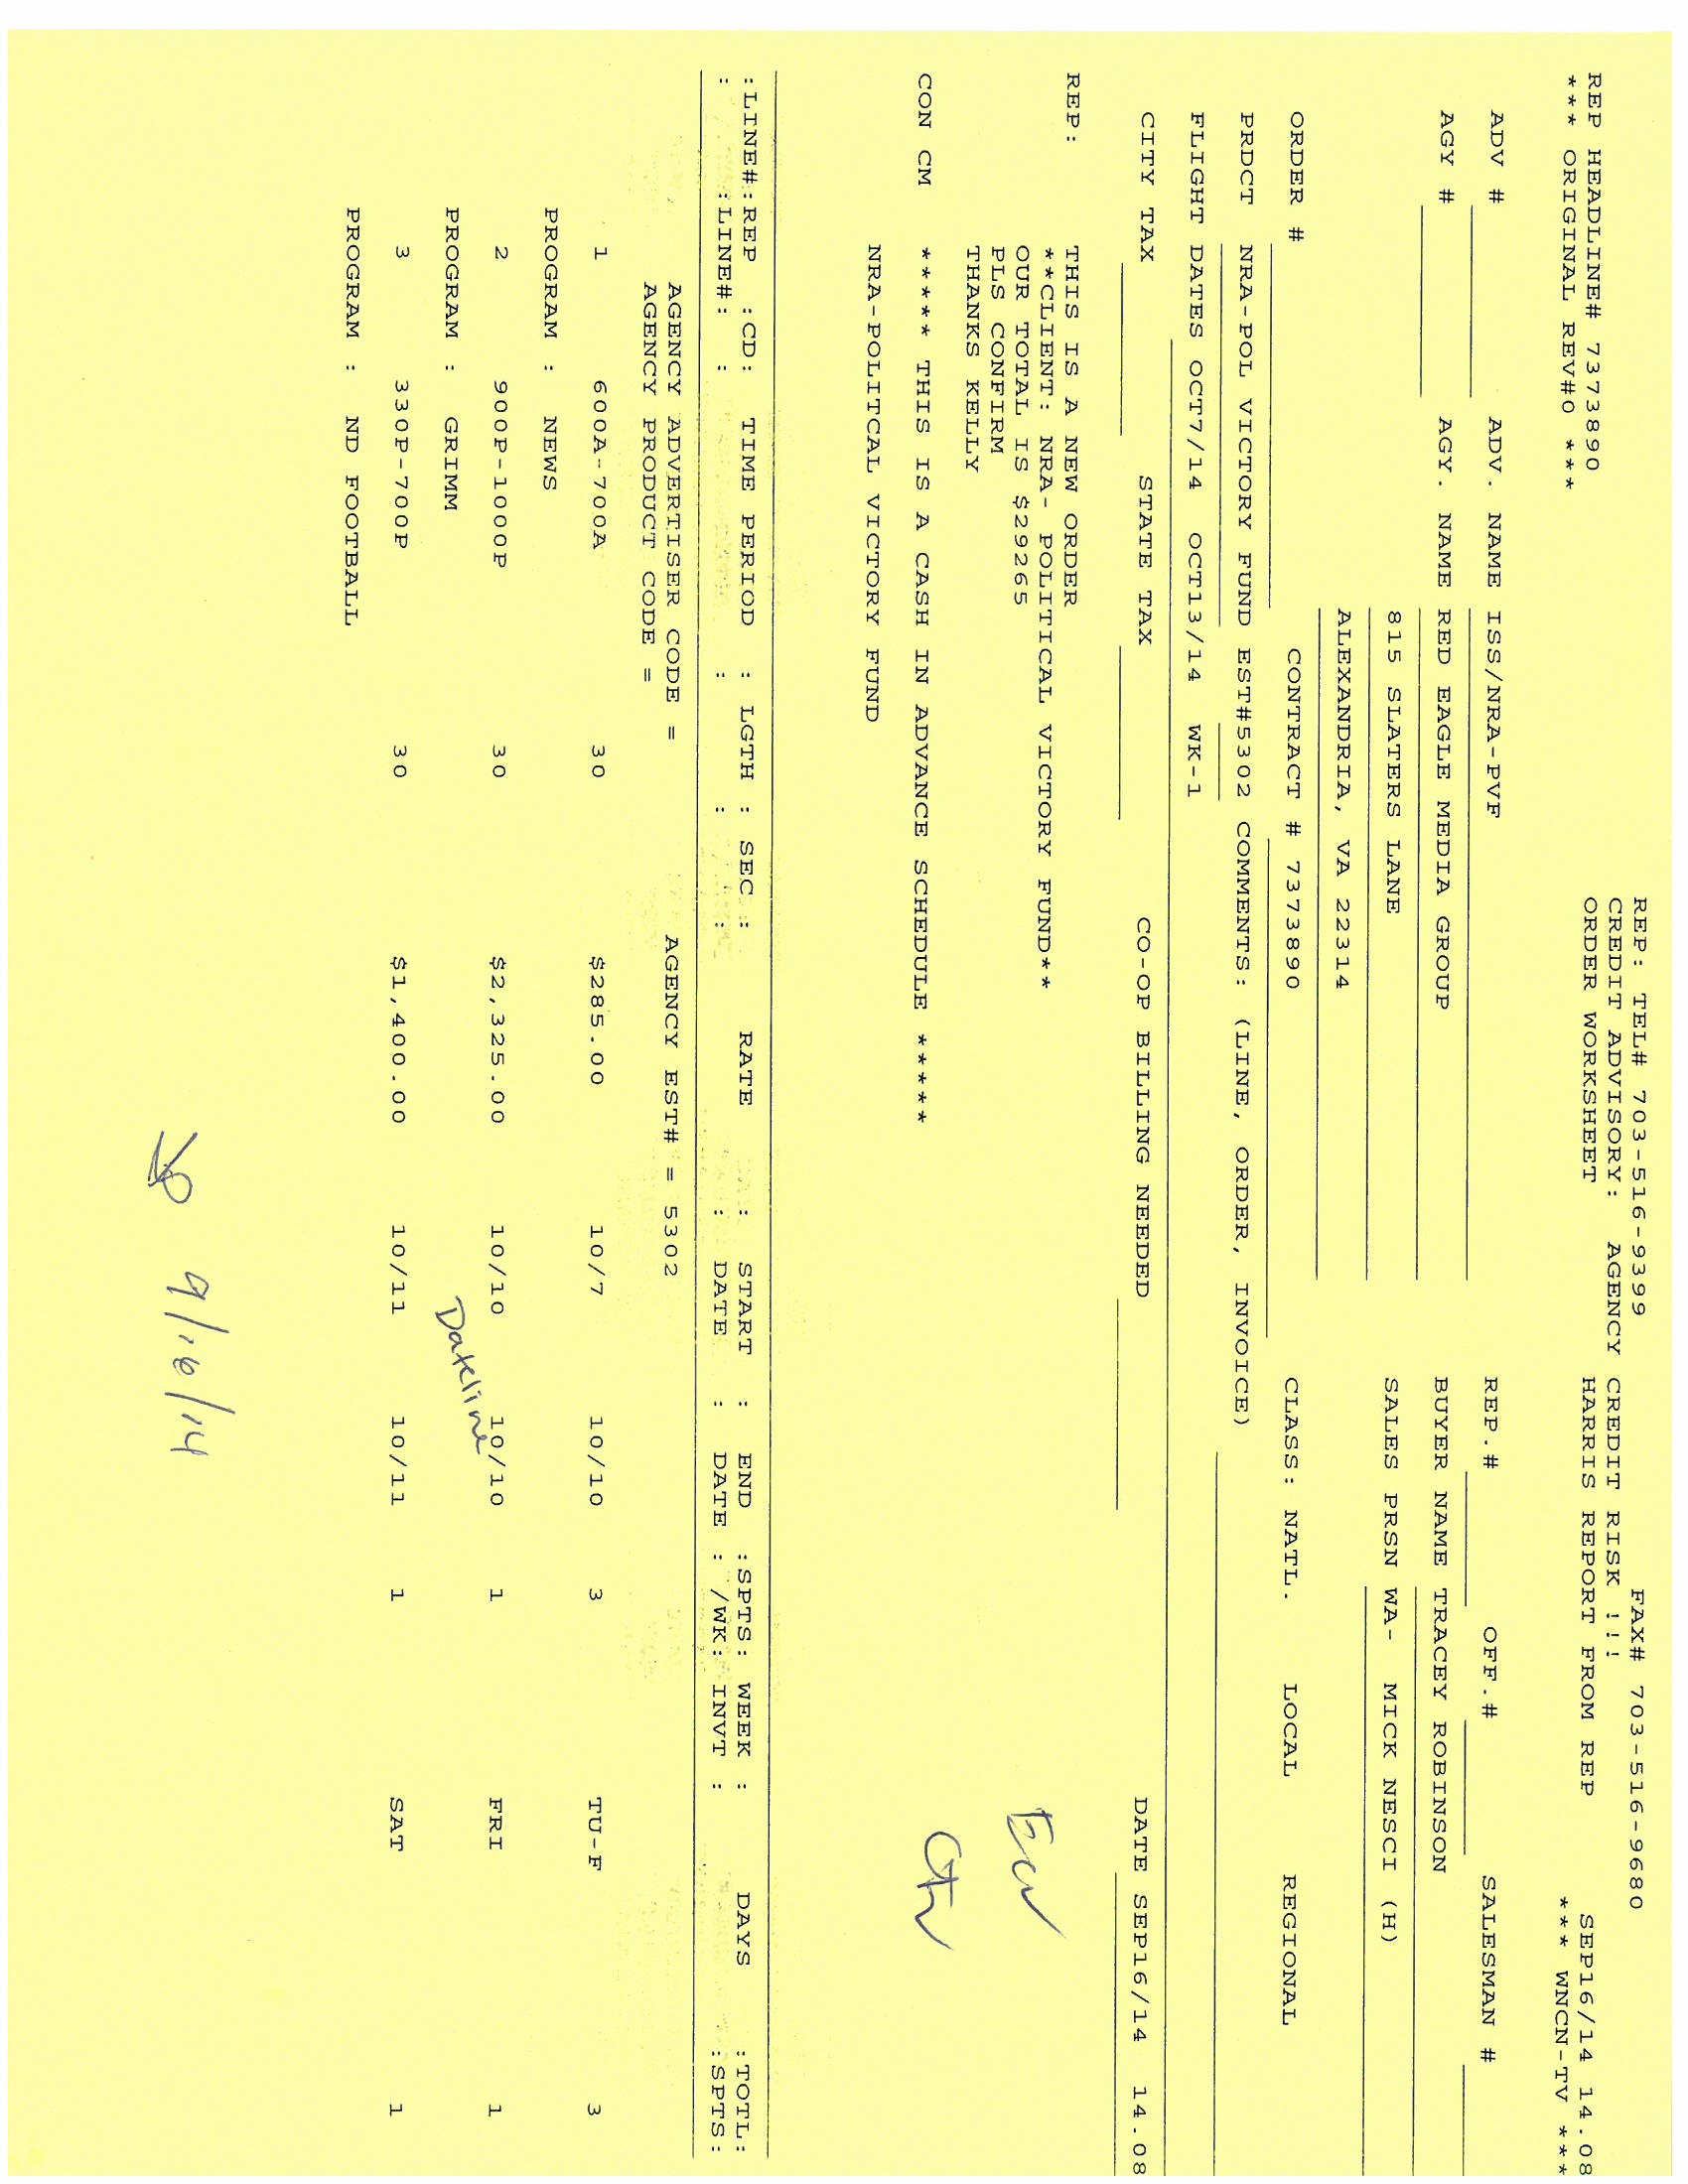 REP: TEL# 703-516-9399 FAX# 703-516-9680
CREDIT ADVISORY: AGENCY CREDIT RISK !!!
REP HEADLINE# 7373890 ORDER WORKSHEET HARRIS REPORT FROM REP SEP16/14 14.08
*** ORIGINAL REV#0 *** *** WNCN-TV ***
ADV # ADV. NAME ISS/NRA-PVF REP.# OFF.# SALESMAN #
AGY # AGY. NAME RED EAGLE MEDIA GROUP BUYER NAME TRACEY ROBINSON
815 SLATERS LANE SALES PRSN WA- MICK NESCI (H)
ALEXANDRIA, VA 22314
ORDER # CONTRACT # 7373890 CLASS: NATL. LOCAL REGIONAL
PRDCT NRA-POL VICTORY FUND EST#5302 COMMENTS: (LINE, ORDER, INVOICE)
FLIGHT DATES OCT7/14 OCT13/14 WK-1
CITY TAX STATE TAX CO-OP BILLING NEEDED DATE SEP16/14 14.08
REP: THIS IS A NEW ORDER
**CLIENT: NRA- POLITICAL VICTORY FUND**
OUR TOTAL IS $29265
PLS CONFIRM
THANKS KELLY
CON CM ***** THIS IS A CASH IN ADVANCE SCHEDULE *****
NRA-POLITCAL VICTORY FUND
:LINE#:REP :CD: TIME PERIOD : LGTH : SEC : RATE : START : END :SPTS: WEEK : DAYS :TOTL:
: :LINE#: : : : : : DATE : DATE : /WK: INVT : :SPTS:
AGENCY ADVERTISER CODE = AGENCY EST# = 5302
AGENCY PRODUCT CODE =
1 600A-700A 30 $285.00 10/7 10/10 3 TU-F 3
PROGRAM : NEWS
2 900P-1000P 30 $2,325.00 10/10 10/10 1 FRI 1
PROGRAM : GRIMM Dateline
3 330P-700P 30 $1,400.00 10/11 10/11 1 SAT 1
PROGRAM : ND FOOTBALL
9/16/14